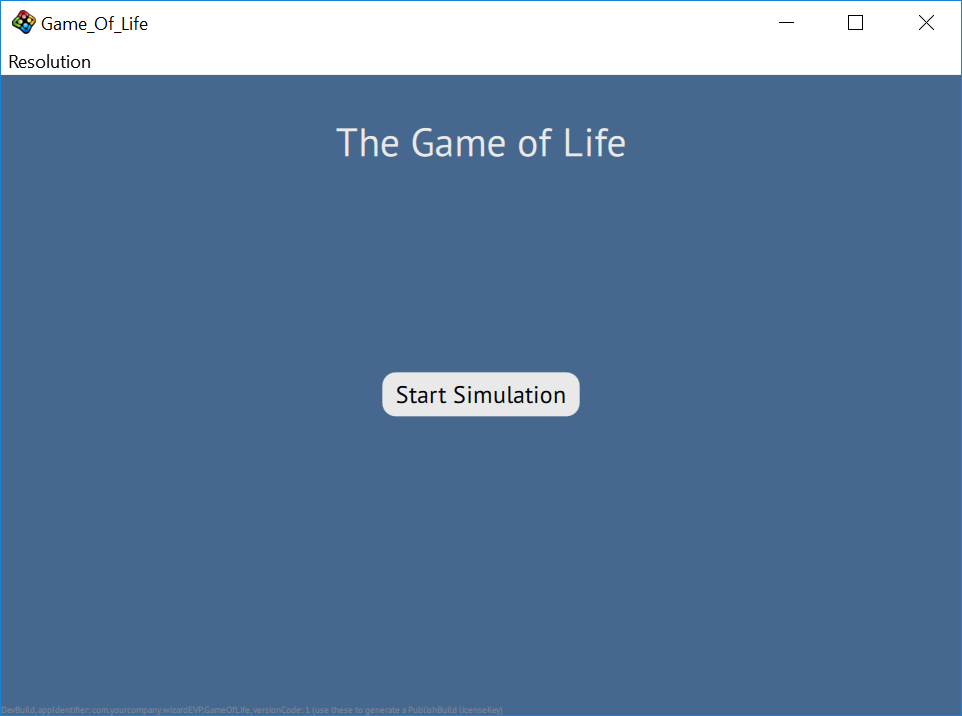 Game_Of_Life
Resolution
The Game of Life
Start Simulation
DevBuild, appIdentifier: com.yourcompany.wizardEVP.GameOfLife, versionCode: 1 (use these to generate a PublishBuild licenseKey)